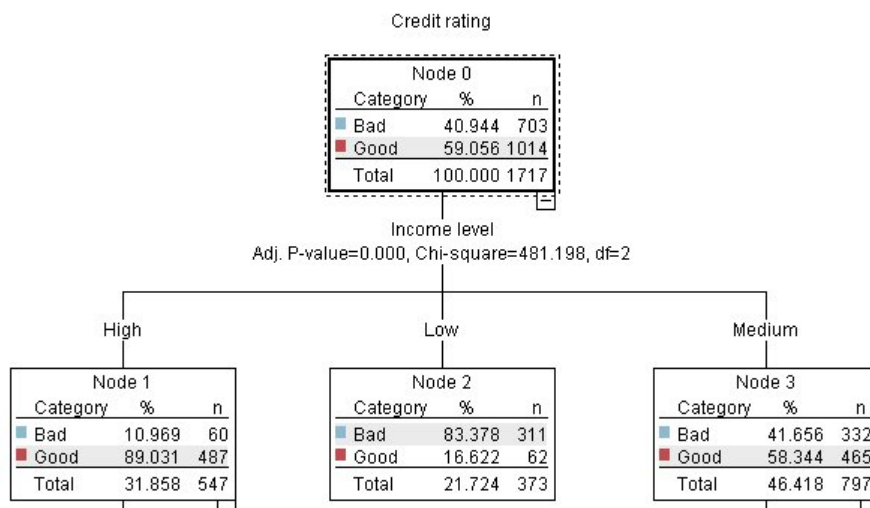 Credit rating
Node 0
Category % n
Bad 40.944 703
Good 59.056 1014
Total 100.000 1717
Income level
Adj. P-value=0.000, Chi-square=481.198, df=2
High Low Medium
Node 1
Category % n
Bad 10.969 60
Good 89.031 487
Total 31.858 547
Node 2
Category % n
Bad 83.378 311
Good 16.622 62
Total 21.724 373
Node 3
Category % n
Bad 41.656 332
Good 58.344 465
Total 46.418 797